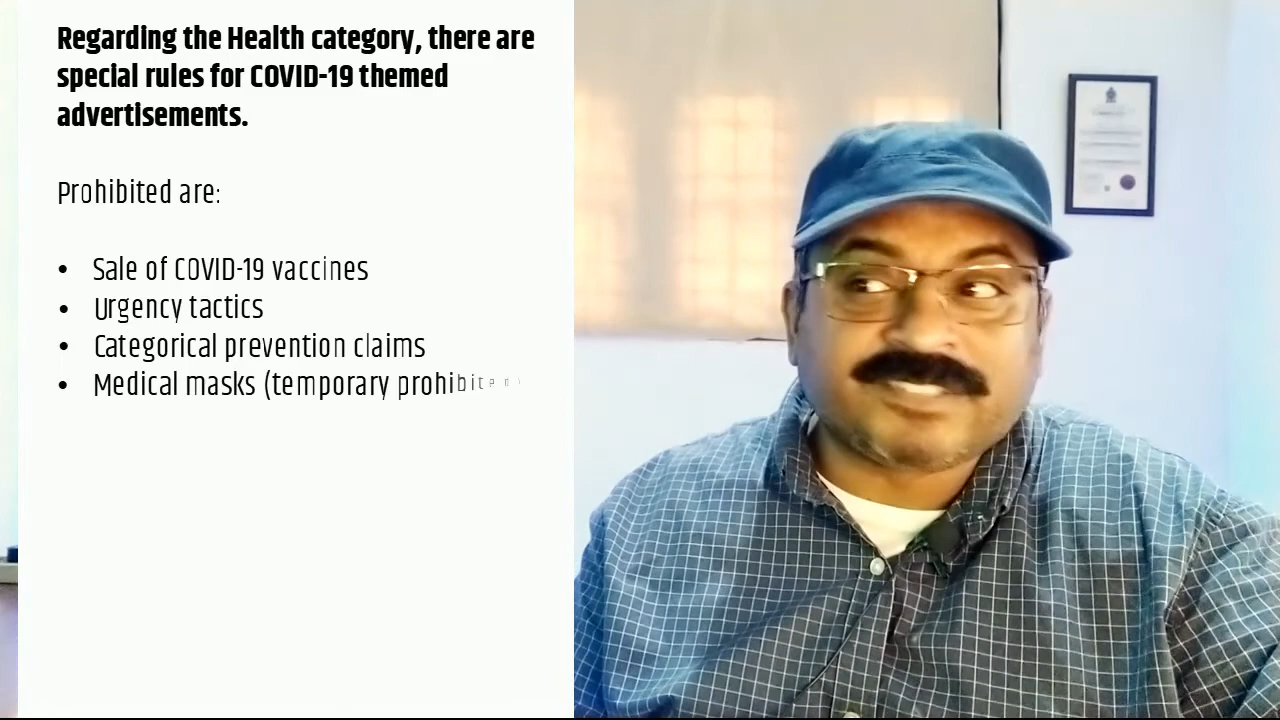 Regarding the Health category, there are
special rules for COVID-19 themed
advertisements.
Prohibited are:
• Sale of COVID-19 vaccines
• Urgency tactics
• Categorical prevention claims
• Medical masks (temporary